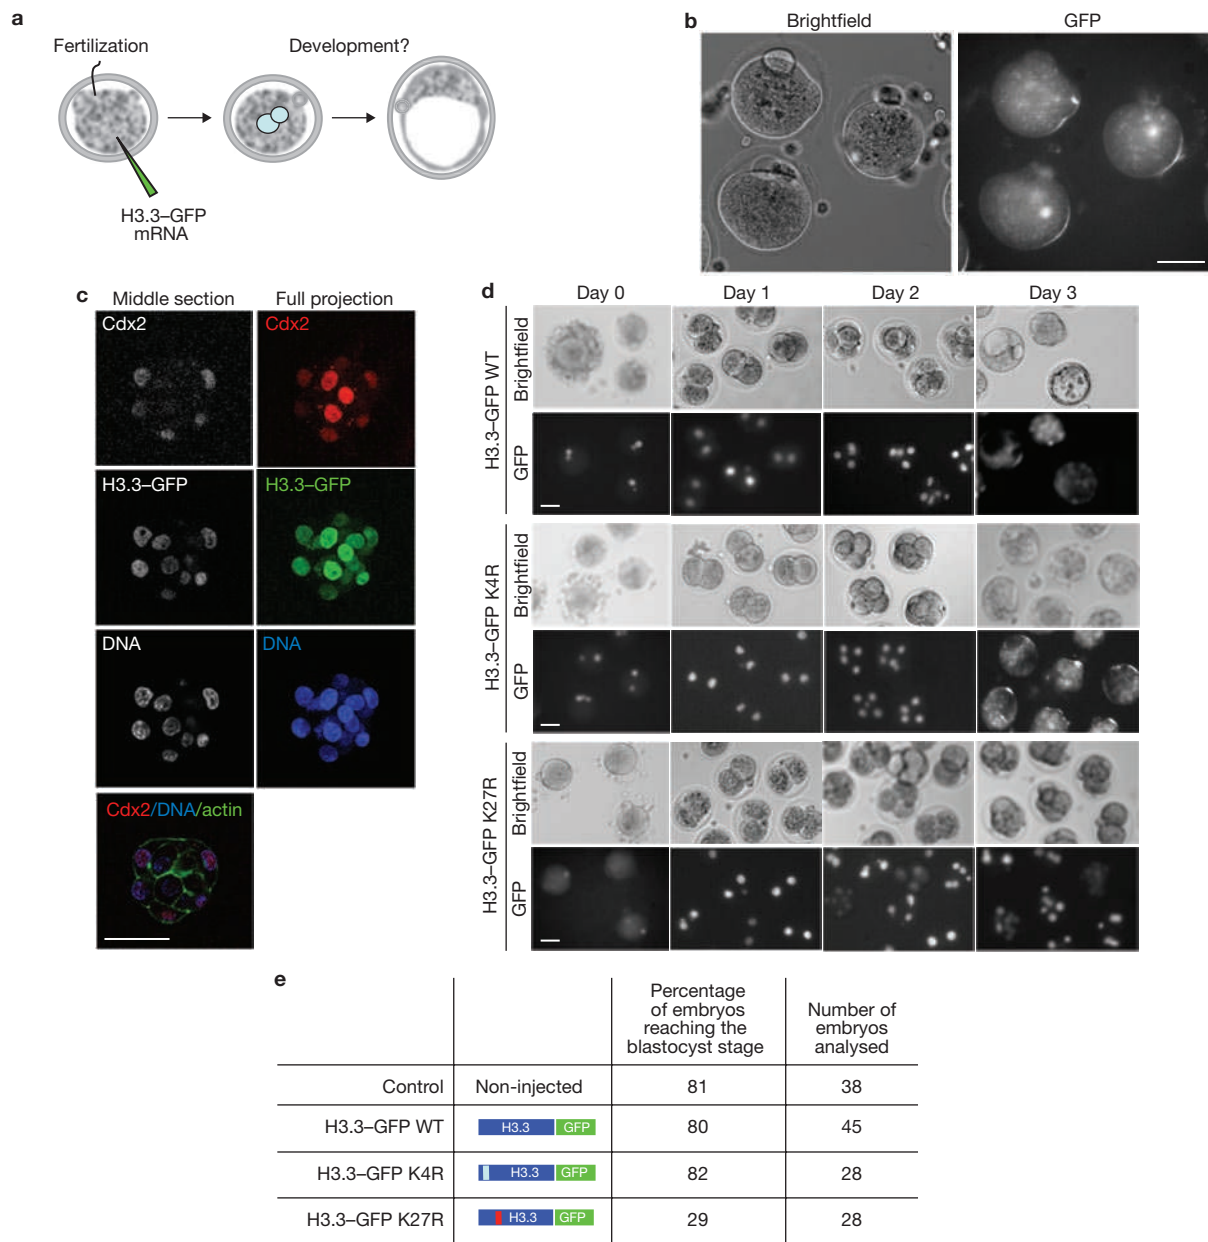 a
Fertilization
Development?
H3.3–GFP
mRNA
b
Brightfield
GFP
c
Middle section
Full projection
Cdx2
Cdx2
H3.3–GFP
H3.3–GFP
DNA
DNA
Cdx2/DNA/actin
d
Day 0
Day 1
Day 2
Day 3
H3.3–GFP WT
Brightfield
GFP
H3.3–GFP K4R
Brightfield
GFP
H3.3–GFP K27R
Brightfield
GFP
e
Percentage
of embryos
reaching the
blastocyst stage
Number of
embryos
analysed
Control
Non-injected
81
38
H3.3–GFP WT
H3.3
GFP
80
45
H3.3–GFP K4R
H3.3
GFP
82
28
H3.3–GFP K27R
H3.3
GFP
29
28